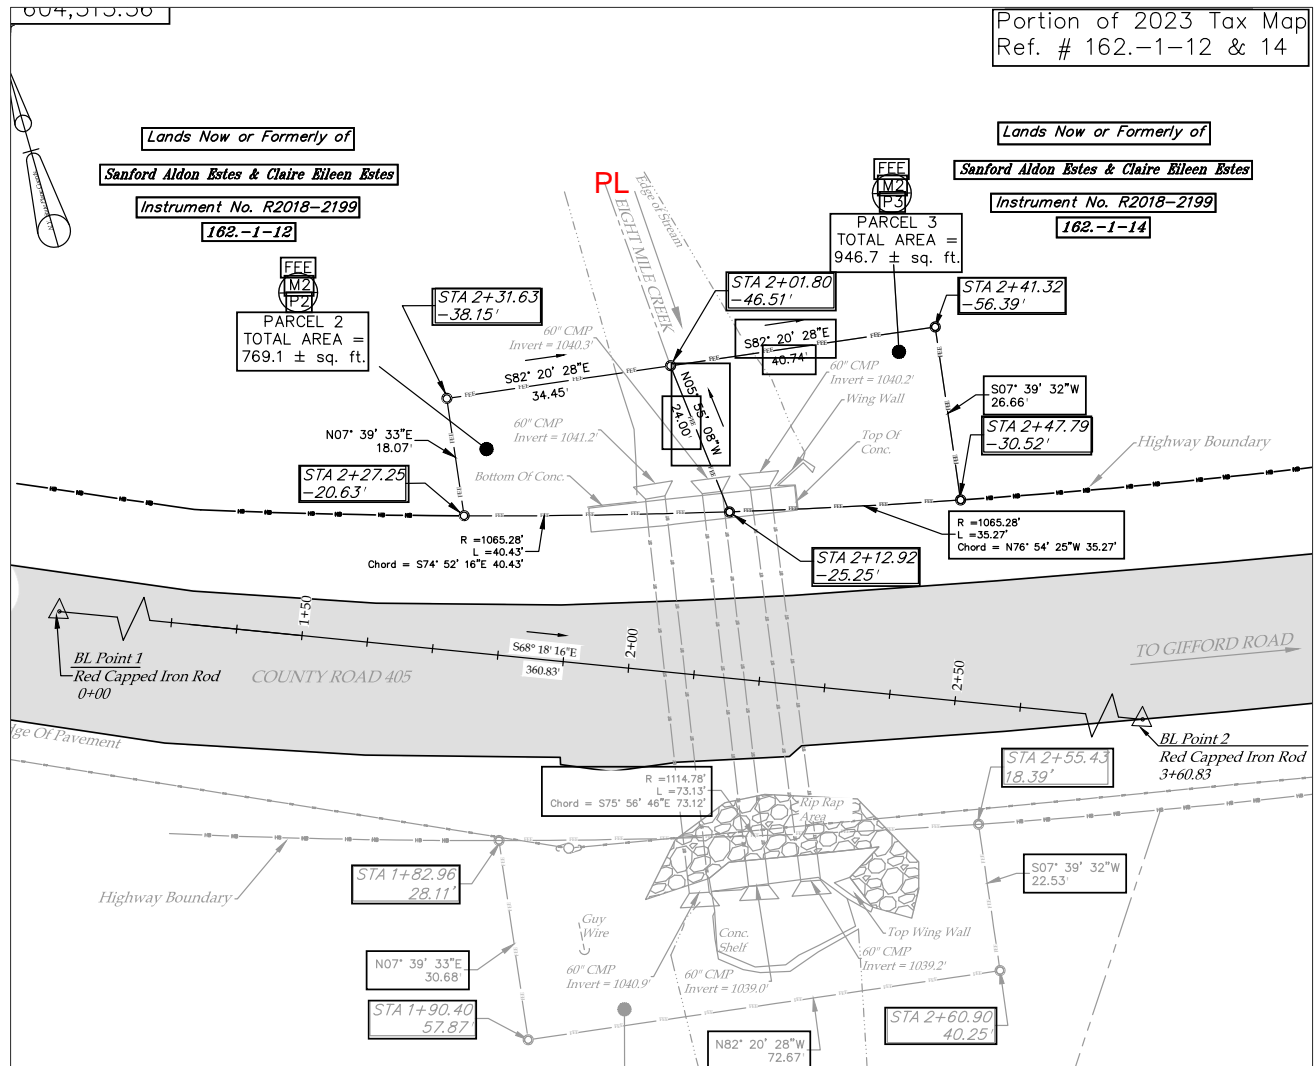 604,515.56
Portion of 2023 Tax Map
Ref. # 162.-1-12 & 14
Lands Now or Formerly of
Sanford Aldon Estes & Claire Eileen Estes
Instrument No. R2018-2199
162.-1-12
Lands Now or Formerly of
Sanford Aldon Estes & Claire Eileen Estes
Instrument No. R2018-2199
162.-1-14
PL
EIGHT MILE CREEK
Edge of Stream
FEE
M2
P3
PARCEL 3
TOTAL AREA =
946.7 ± sq. ft.
FEE
M2
P2
PARCEL 2
TOTAL AREA =
769.1 ± sq. ft.
STA 2+31.63
-38.15'
STA 2+01.80
-46.51'
STA 2+41.32
-56.39'
60" CMP
Invert = 1040.3'
S82° 20' 28"E
40.74'
S82° 20' 28"E
34.45'
N05° 55' 08"W
24.00'
60" CMP
Invert = 1040.2'
Wing Wall
S07° 39' 32"W
26.66'
60" CMP
Invert = 1041.2'
Top Of
Conc.
N07° 39' 33"E
18.07'
STA 2+47.79
-30.52'
Highway Boundary
STA 2+27.25
-20.63'
Bottom Of Conc.
R =1065.28'
L =40.43'
Chord = S74° 52' 16"E 40.43'
R =1065.28'
L =35.27'
Chord = N76° 54' 25"W 35.27'
STA 2+12.92
-25.25'
1+50
2+00
2+50
S68° 18' 16"E
360.83'
BL Point 1
Red Capped Iron Rod
0+00
COUNTY ROAD 405
TO GIFFORD ROAD
dge Of Pavement
BL Point 2
Red Capped Iron Rod
3+60.83
R =1114.78'
L =73.13'
Chord = S75° 56' 46"E 73.12'
STA 2+55.43
18.39'
Rip Rap
Area
STA 1+82.96
28.11'
Highway Boundary
S07° 39' 32"W
22.53'
Guy
Wire
Conc.
Shelf
Top Wing Wall
N07° 39' 33"E
30.68'
60" CMP
Invert = 1040.9'
60" CMP
Invert = 1039.0'
60" CMP
Invert = 1039.2'
STA 1+90.40
57.87'
STA 2+60.90
40.25'
N82° 20' 28"W
72.67'